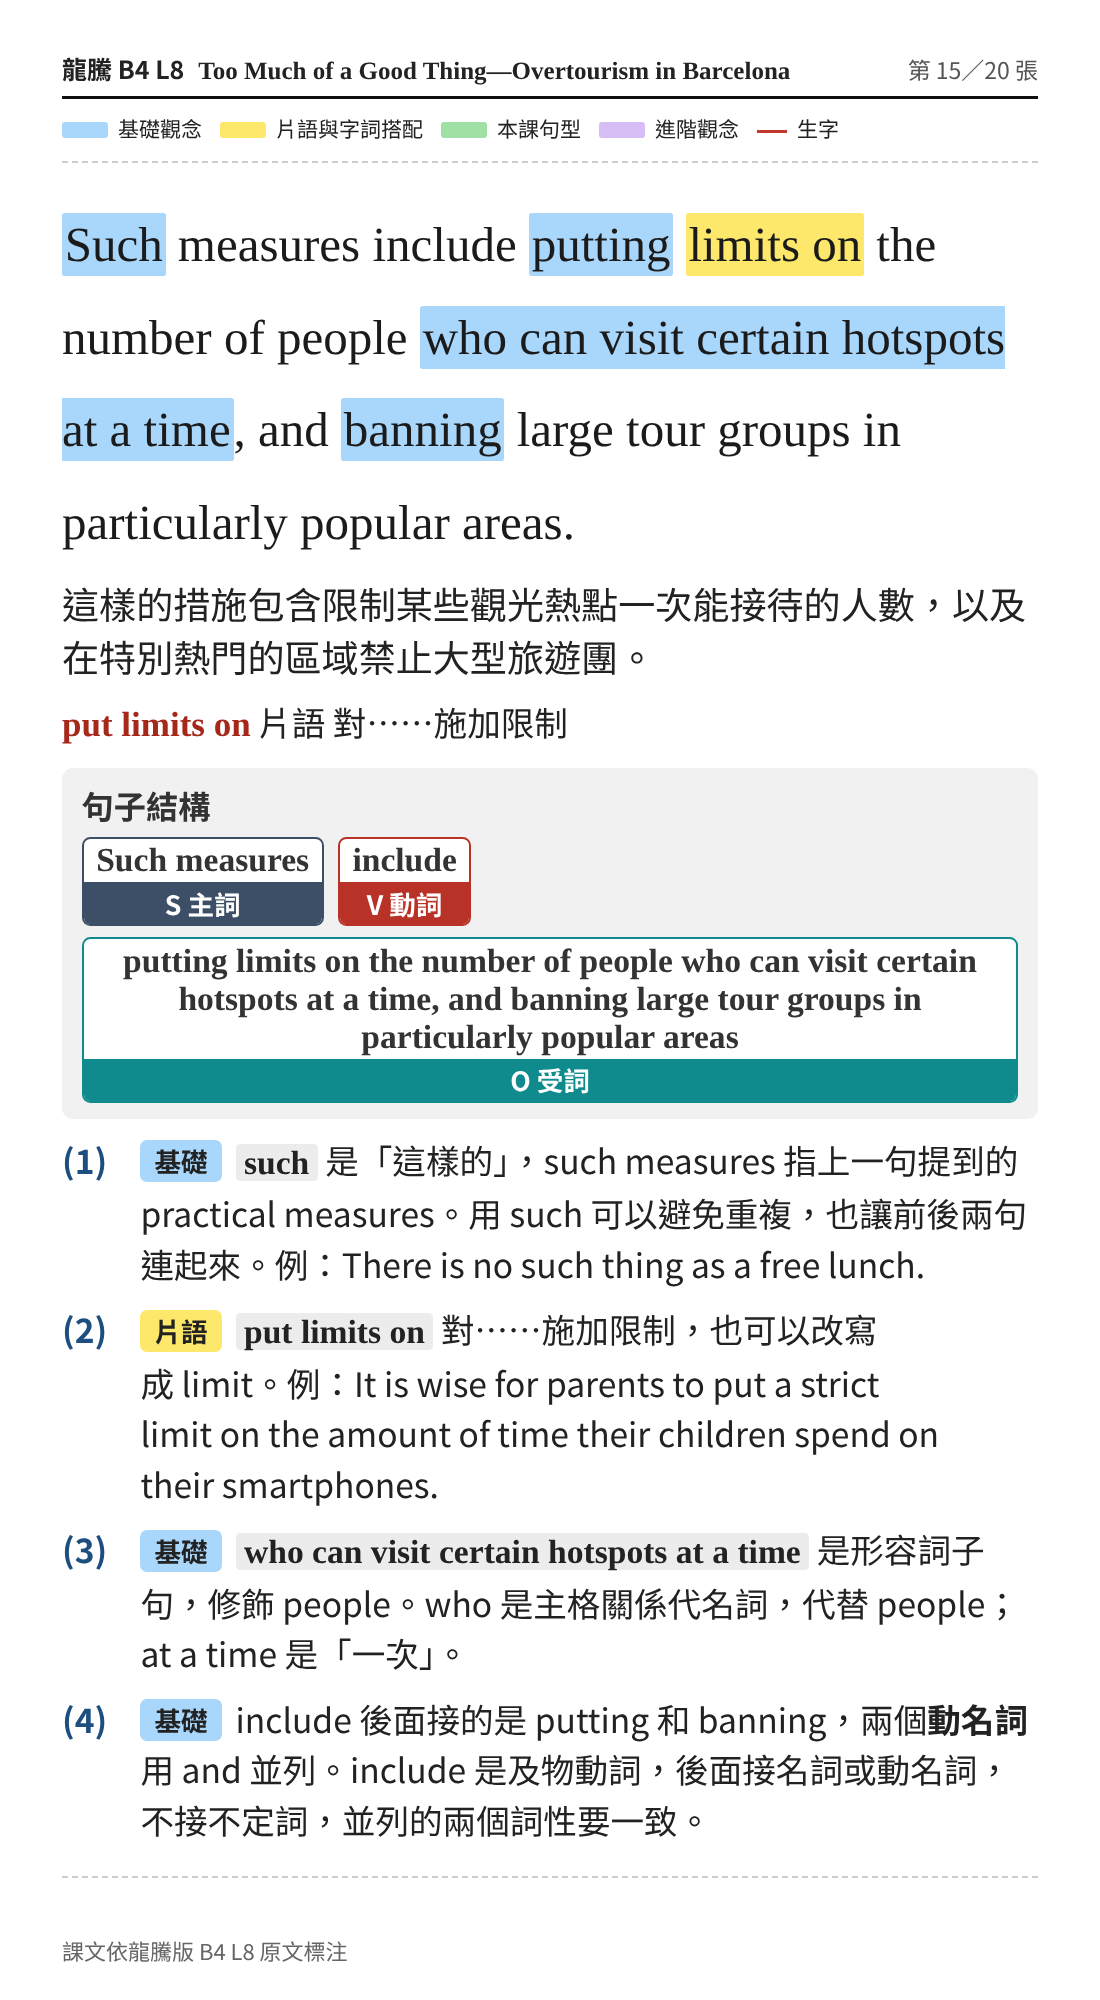 龍騰 B4 L8 Too Much of a Good Thing—Overtourism in Barcelona 第 15／20 張
基礎觀念 片語與字詞搭配 本課句型 進階觀念 生字
Such measures include putting limits on the
number of people who can visit certain hotspots
at a time, and banning large tour groups in
particularly popular areas.
這樣的措施包含限制某些觀光熱點一次能接待的人數，以及
在特別熱門的區域禁止大型旅遊團。
put limits on 片語 對⋯⋯施加限制
句子結構
Such measures include
S 主詞 V 動詞
putting limits on the number of people who can visit certain
hotspots at a time, and banning large tour groups in
particularly popular areas
O 受詞
(1) 基礎 such 是「這樣的」，such measures 指上一句提到的
practical measures。用 such 可以避免重複，也讓前後兩句
連起來。例：There is no such thing as a free lunch.
(2) 片語 put limits on 對⋯⋯施加限制，也可以改寫
成 limit。例：It is wise for parents to put a strict
limit on the amount of time their children spend on
their smartphones.
(3) 基礎 who can visit certain hotspots at a time 是形容詞子
句，修飾 people。who 是主格關係代名詞，代替 people；
at a time 是「一次」。
(4) 基礎 include 後面接的是 putting 和 banning，兩個動名詞
用 and 並列。include 是及物動詞，後面接名詞或動名詞，
不接不定詞，並列的兩個詞性要一致。
課文依龍騰版 B4 L8 原文標注